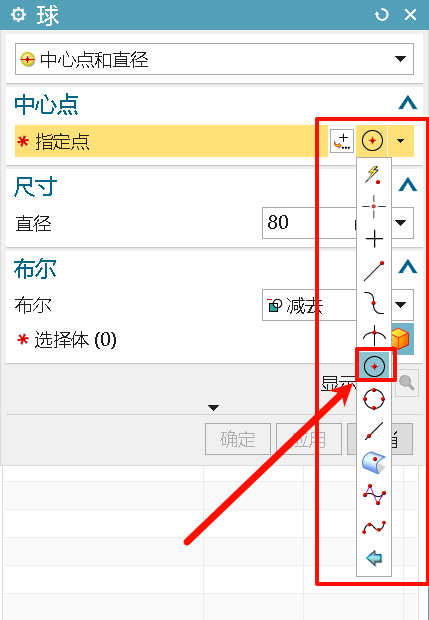 球
中心点和直径
中心点
* 指定点
尺寸
直径
80
布尔
布尔
减去
* 选择体 (0)
显示
确定
应用